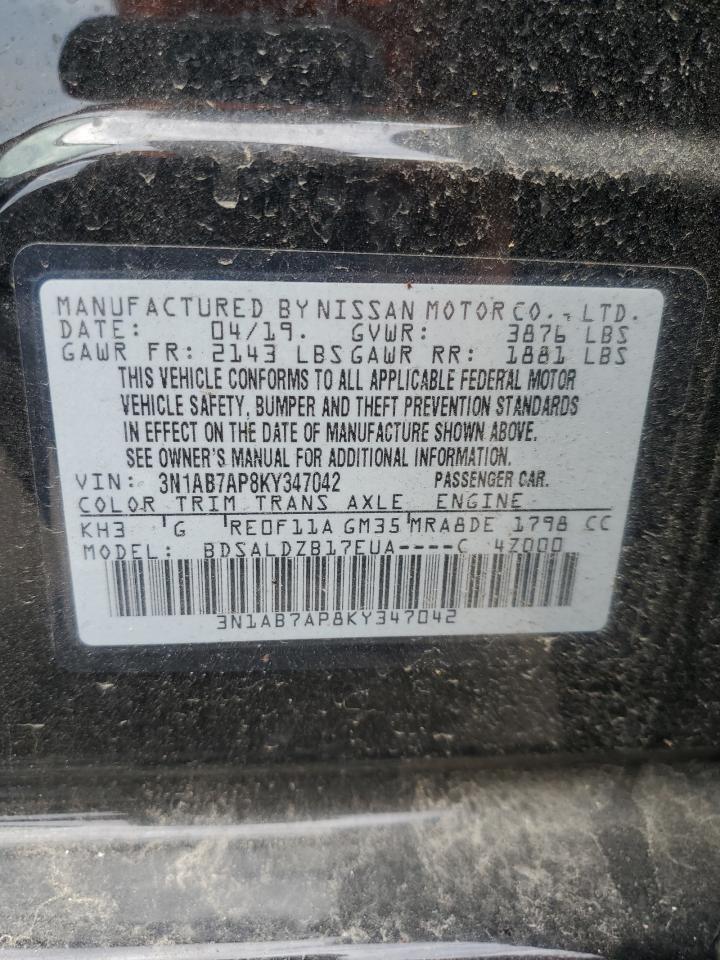 MANUFACTURED BY NISSAN MOTOR CO., LTD.
DATE: 04/19. GVWR: 3876 LBS
GAWR FR: 2143 LBS GAWR RR: 1881 LBS
THIS VEHICLE CONFORMS TO ALL APPLICABLE FEDERAL MOTOR
VEHICLE SAFETY, BUMPER AND THEFT PREVENTION STANDARDS
IN EFFECT ON THE DATE OF MANUFACTURE SHOWN ABOVE.
SEE OWNER'S MANUAL FOR ADDITIONAL INFORMATION.
VIN: 3N1AB7AP8KY347042 PASSENGER CAR.
COLOR TRIM TRANS AXLE ENGINE
KH3 G RE0F11A GM35 MRA8DE 1798 CC
MODEL: BDSALDZB17EUA----C 4Z000
3N1AB7AP8KY347042